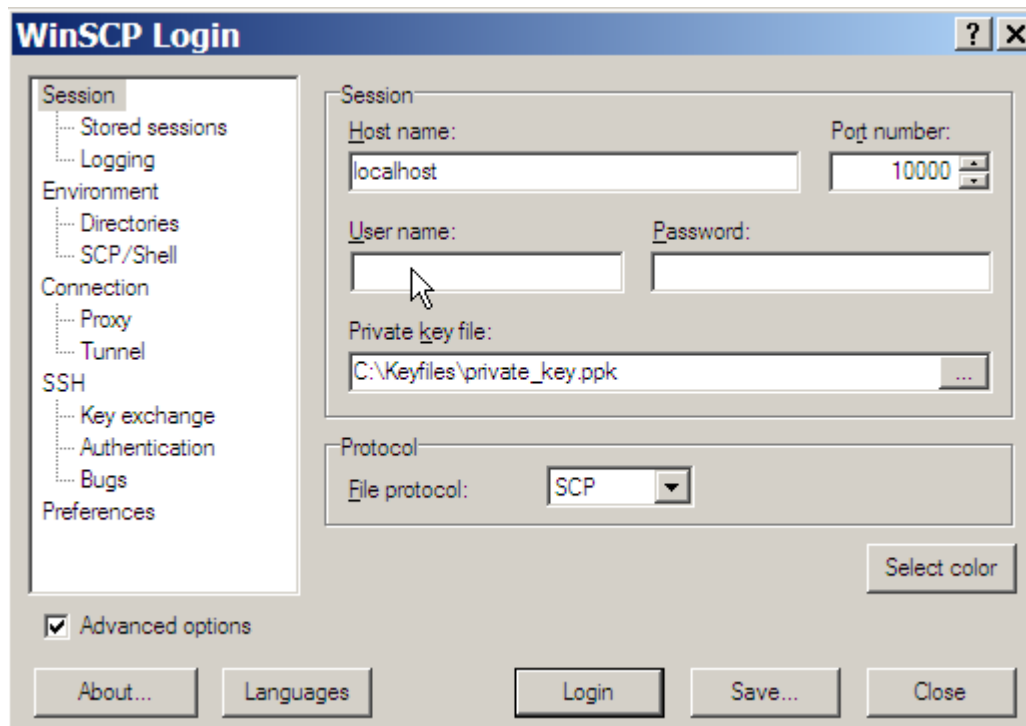 WinSCP Login
Session
Stored sessions
Logging
Environment
Directories
SCP/Shell
Connection
Proxy
Tunnel
SSH
Key exchange
Authentication
Bugs
Preferences
Session
Host name: Port number:
localhost 10000
User name: Password:
Private key file:
C:\Keyfiles\private_key.ppk ...
Protocol
File protocol: SCP
Select color
Advanced options
About... Languages Login Save... Close